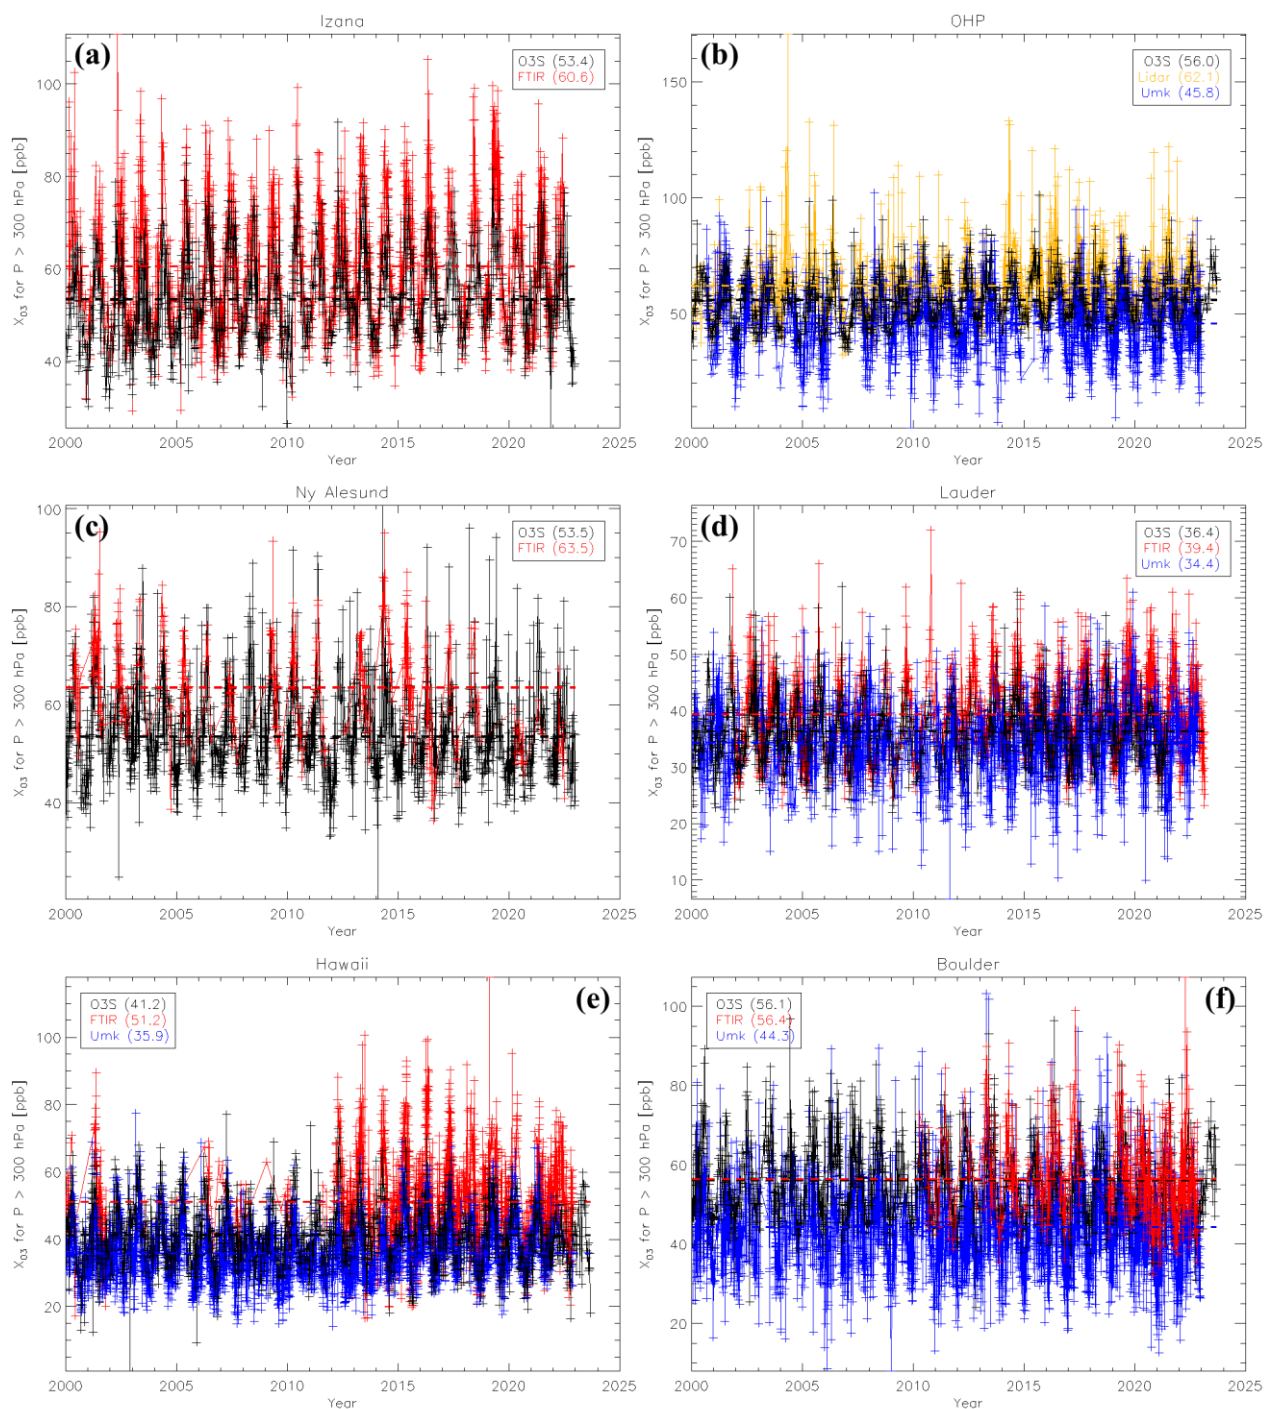 Izana
(a)
O3S (53.4)
FTIR (60.6)
X03 for P > 300 hPa [ppb]
100
80
60
40
2000 2005 2010 2015 2020 2025
Year
OHP
(b)
O3S (56.0)
Lidar (62.1)
Umk (45.8)
X03 for P > 300 hPa [ppb]
150
100
50
2000 2005 2010 2015 2020 2025
Year
Ny Alesund
(c)
O3S (53.5)
FTIR (63.5)
X03 for P > 300 hPa [ppb]
100
80
60
40
2000 2005 2010 2015 2020 2025
Year
Lauder
(d)
O3S (36.4)
FTIR (39.4)
Umk (34.4)
X03 for P > 300 hPa [ppb]
70
60
50
40
30
20
10
2000 2005 2010 2015 2020 2025
Year
Hawaii
(e)
O3S (41.2)
FTIR (51.2)
Umk (35.9)
X03 for P > 300 hPa [ppb]
100
80
60
40
20
2000 2005 2010 2015 2020 2025
Year
Boulder
(f)
O3S (56.1)
FTIR (56.4)
Umk (44.3)
X03 for P > 300 hPa [ppb]
100
80
60
40
20
2000 2005 2010 2015 2020 2025
Year